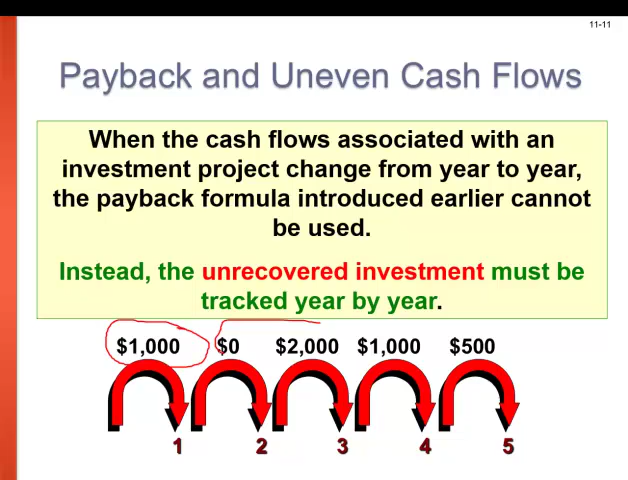 11-11
Payback and Uneven Cash Flows
When the cash flows associated with an
investment project change from year to year,
the payback formula introduced earlier cannot
be used.
Instead, the unrecovered investment must be
tracked year by year.
$1,000 $0 $2,000 $1,000 $500
1 2 3 4 5